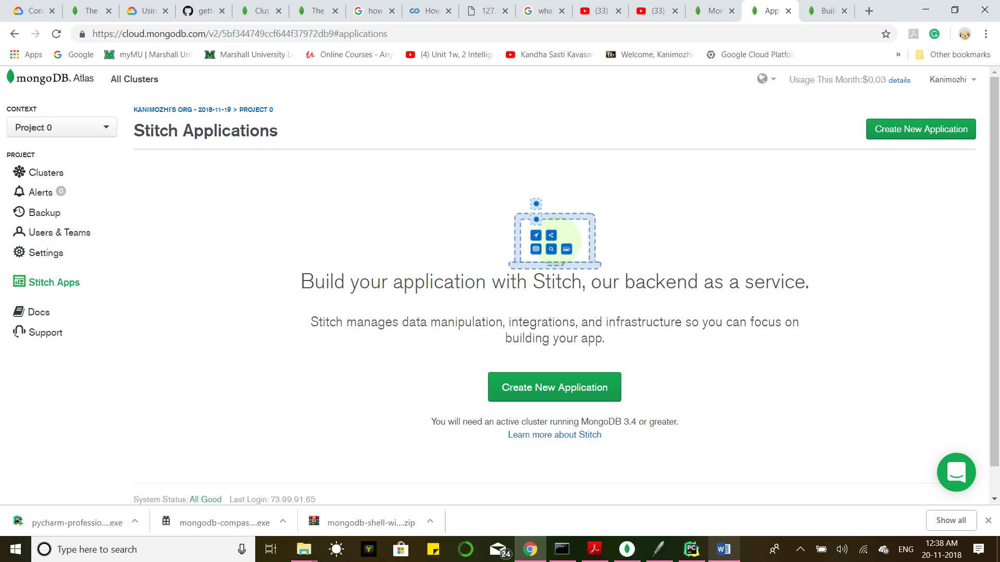 Con
The
Usin
gett
Clus
The
how
How
127.
wha
(33)
(33)
Mon
App
Buil
https://cloud.mongodb.com/v2/5bf344749ccf644f37972db9#applications
Apps
Google
myMU | Marshall Uni
Marshall University Li
Online Courses - Any
(4) Unit 1w, 2 Intellig
Kandha Sasti Kavasam
Bb Welcome, Kanimozhi
Google Cloud Platfor
»
Other bookmarks
mongoDB. Atlas
All Clusters
Usage This Month:$0.03 details
Kanimozhi
CONTEXT
Project 0
PROJECT
Clusters
Alerts 0
Backup
Users & Teams
Settings
Stitch Apps
Docs
Support
KANIMOZHI'S ORG - 2018-11-19 > PROJECT 0
Stitch Applications
Create New Application
Build your application with Stitch, our backend as a service.
Stitch manages data manipulation, integrations, and infrastructure so you can focus on
building your app.
Create New Application
You will need an active cluster running MongoDB 3.4 or greater.
Learn more about Stitch
System Status: All Good Last Login: 73.99.91.65
pycharm-professio....exe
mongodb-compas....exe
mongodb-shell-wi....zip
Show all
Type here to search
24
ENG
12:38 AM
20-11-2018